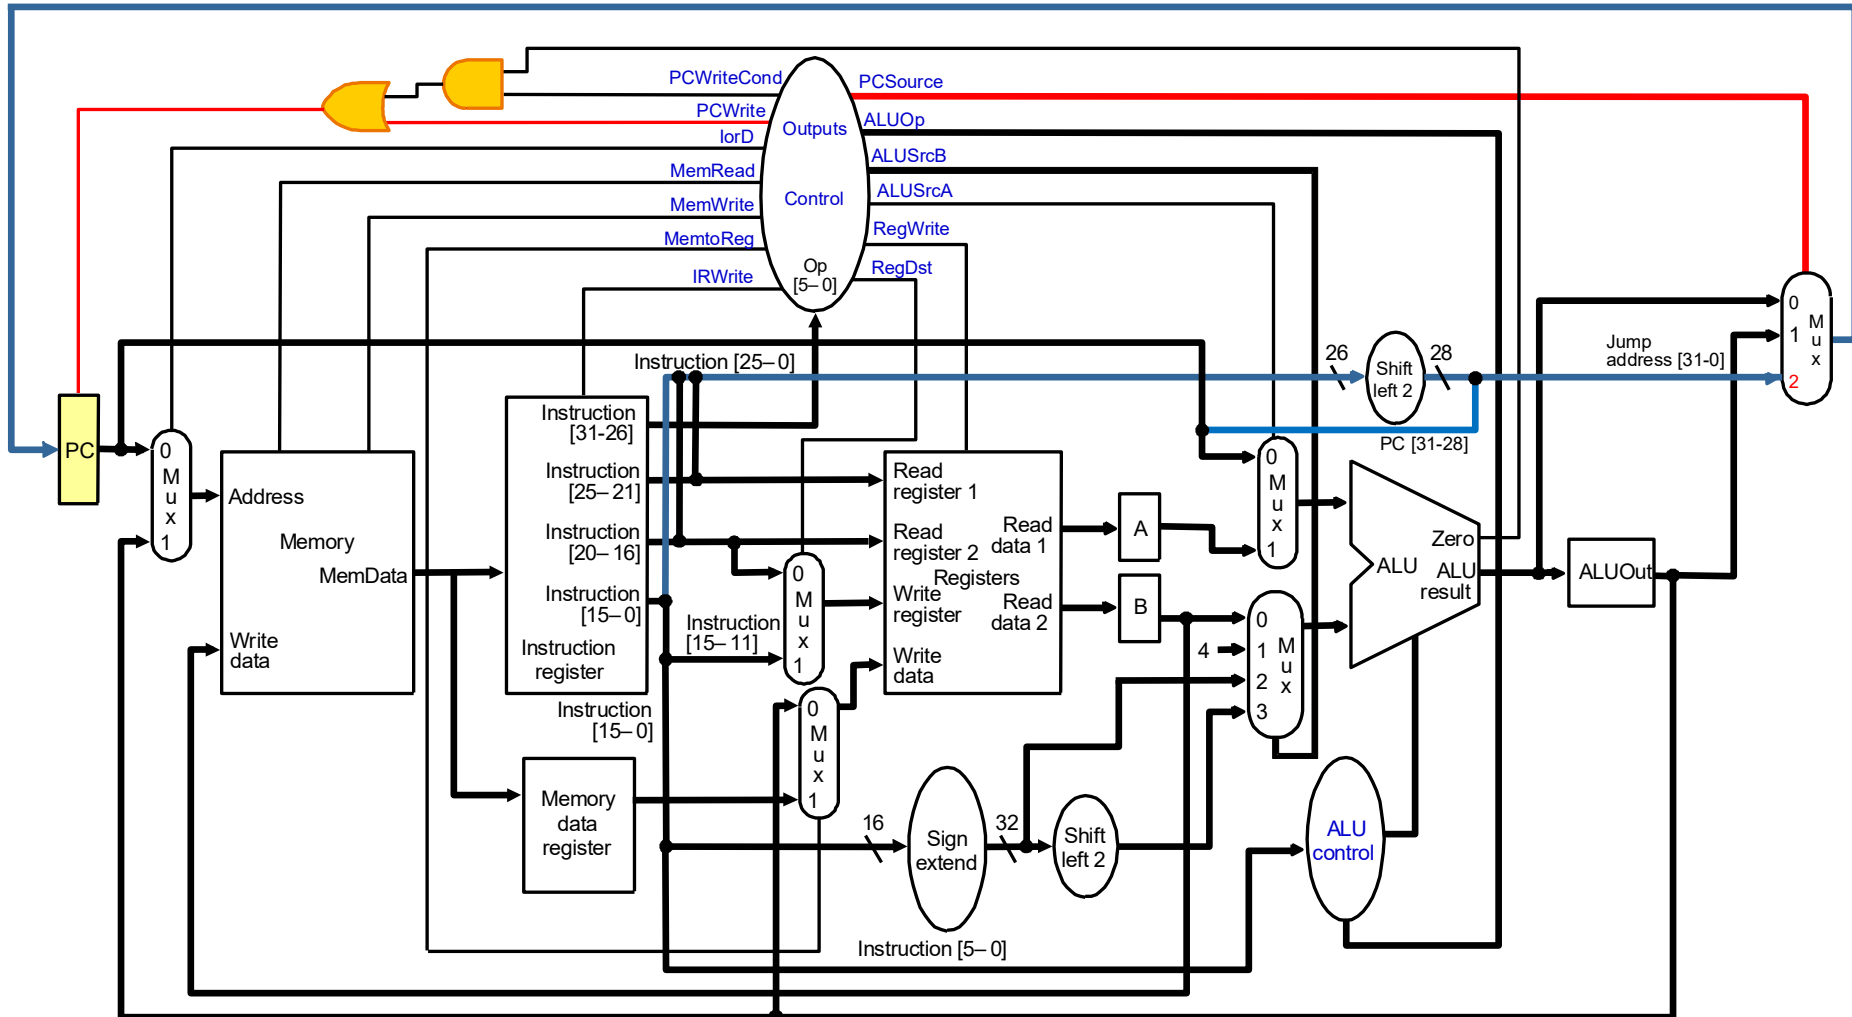 PCWriteCond
PCSource
PCWrite
Outputs
ALUOp
IorD
ALUSrcB
MemRead
ALUSrcA
Control
MemWrite
RegWrite
MemtoReg
Op
[5–0]
RegDst
IRWrite
0
1
2
M
u
x
Jump
address [31-0]
Instruction [25–0]
26
Shift
left 2
28
PC [31-28]
PC
0
M
u
x
1
Address
Memory
MemData
Write
data
Instruction
[31-26]
Instruction
[25–21]
Instruction
[20–16]
Instruction
[15–0]
Instruction
register
Instruction
[15–11]
0
M
u
x
1
Read
register 1
Read
register 2
Registers
Write
register
Write
data
Read
data 1
Read
data 2
A
B
0
M
u
x
1
0
4
1
2
3
M
u
x
Zero
ALU
ALU
result
ALUOut
Instruction
[15–0]
0
M
u
x
1
Memory
data
register
16
Sign
extend
32
Shift
left 2
ALU
control
Instruction [5–0]